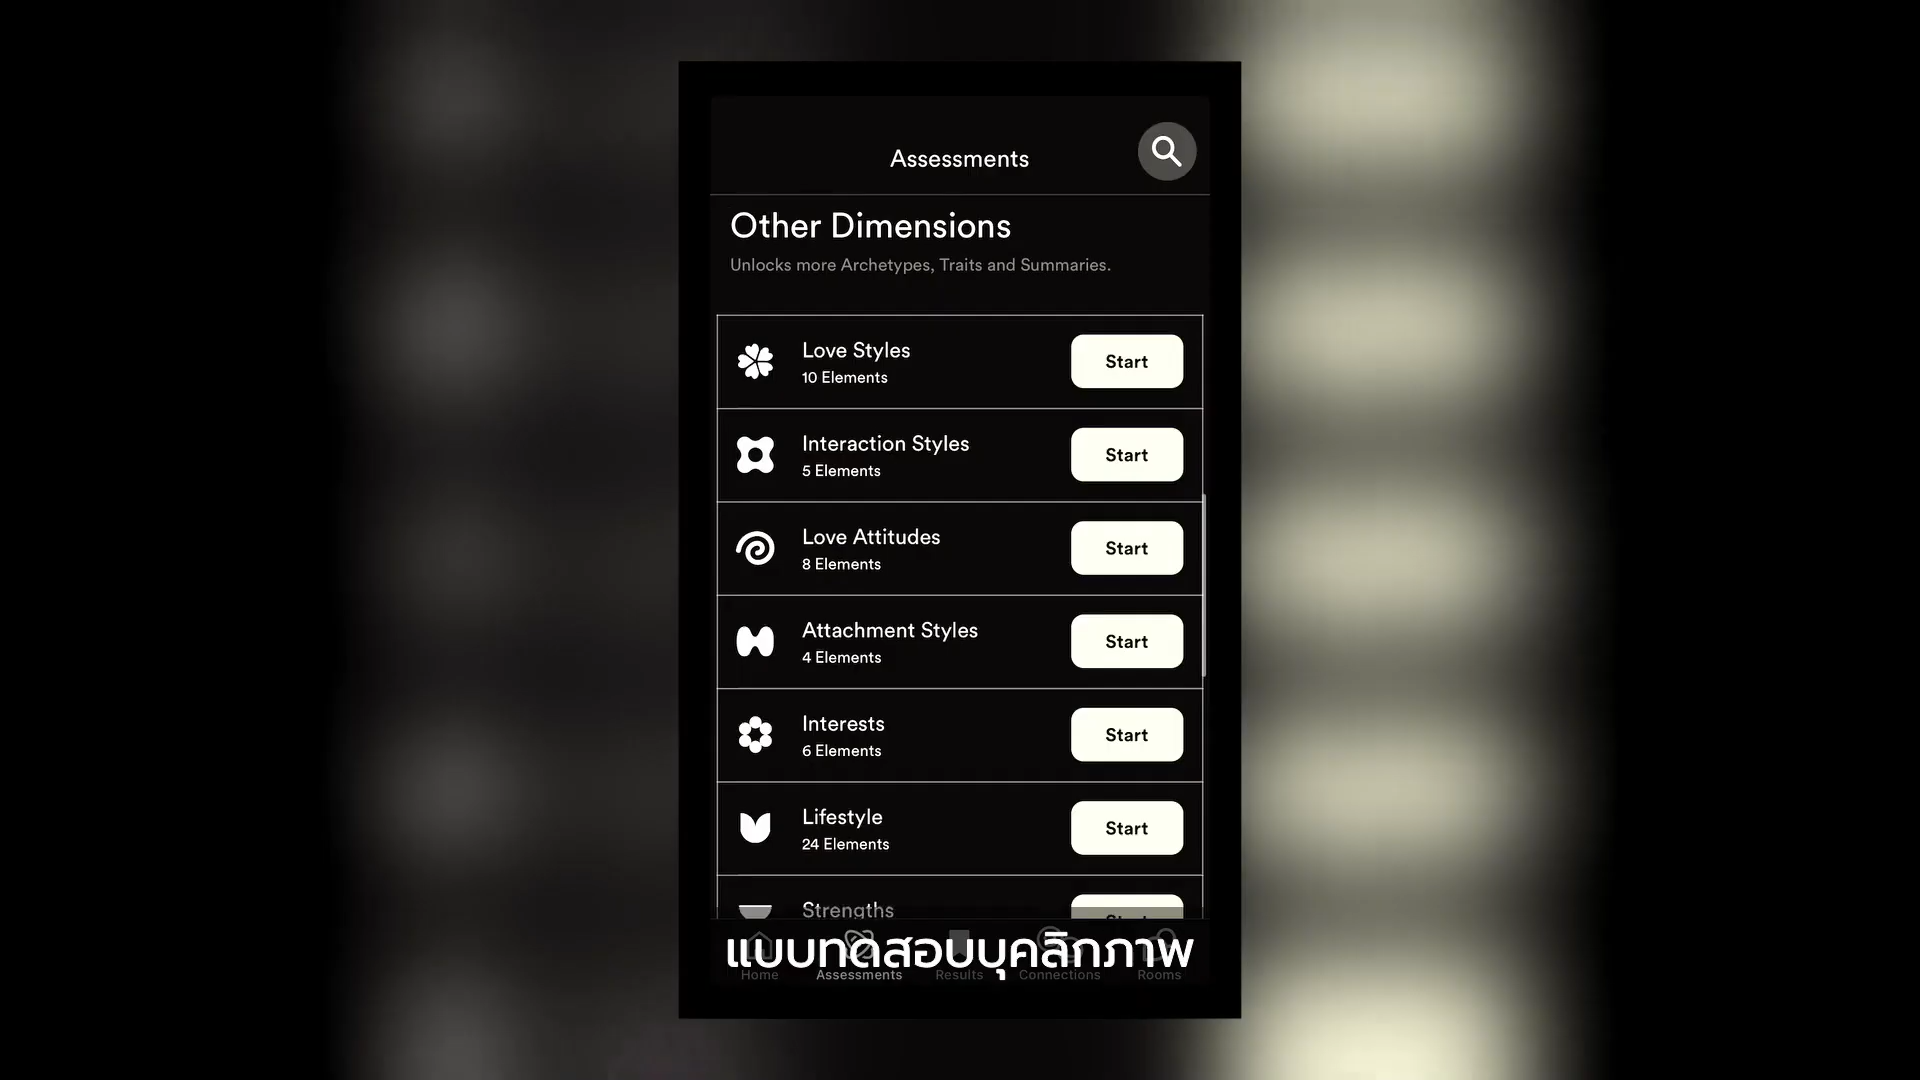 Assessments
Other Dimensions
Unlocks more Archetypes, Traits and Summaries.
Love Styles
10 Elements
Start
Interaction Styles
5 Elements
Start
Love Attitudes
8 Elements
Start
Attachment Styles
4 Elements
Start
Interests
6 Elements
Start
Lifestyle
24 Elements
Start
Strengths
Start
แบบทดสอบบุคลิกภาพ
Home
Assessments
Results
Connections
Rooms